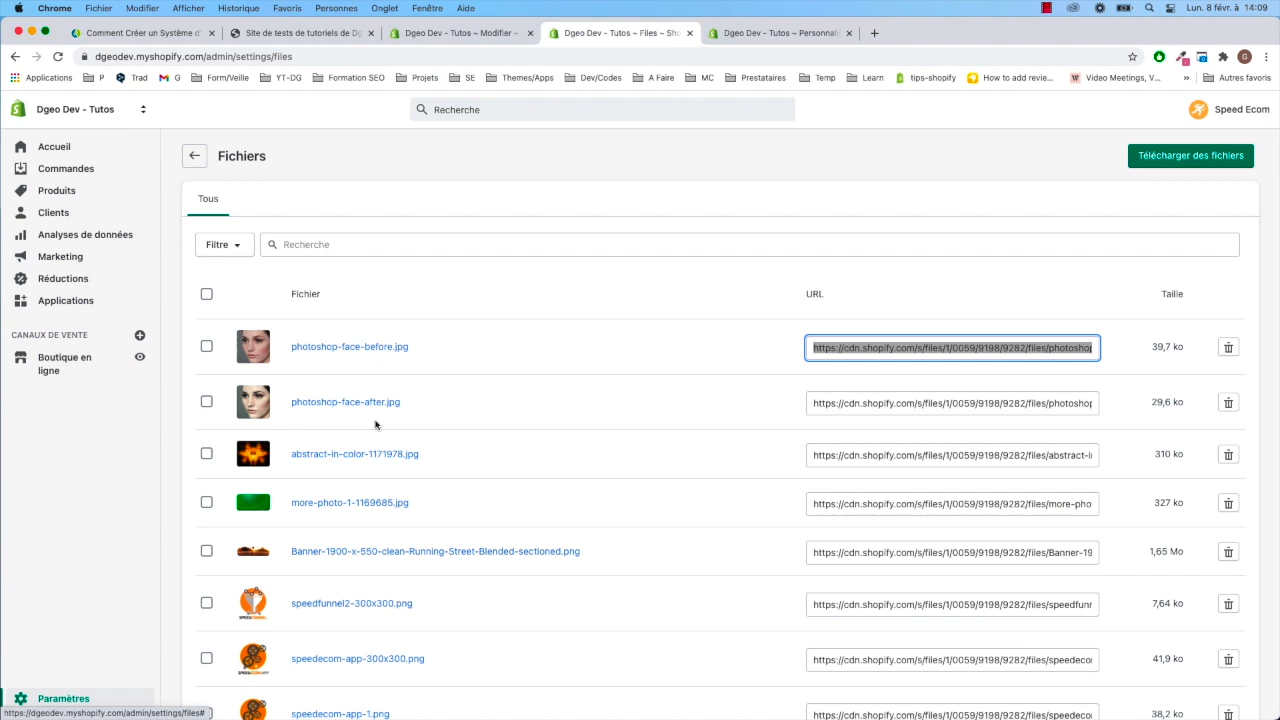 Chrome Fichier Modifier Afficher Historique Favoris Personnes Onglet Fenêtre Aide Lun. 8 févr. à 14:09
Comment Créer un Système d' Site de tests de tutoriels de Dg Dgeo Dev - Tutos ~ Modifier ~ Dgeo Dev - Tutos ~ Files ~ Sho Dgeo Dev - Tutos ~ Personnali
dgeodev.myshopify.com/admin/settings/files
Applications P Trad G Form/Veille YT-DG Formation SEO Projets SE Themes/Apps Dev/Codes A Faire MC Prestataires Temp Learn tips-shopify How to add revie... Video Meetings, V... » Autres favoris
Dgeo Dev - Tutos Recherche Speed Ecom
Accueil
Commandes
Produits
Clients
Analyses de données
Marketing
Réductions
Applications
CANAUX DE VENTE
Boutique en
ligne
Paramètres
https://dgeodev.myshopify.com/admin/settings/files#
Fichiers Télécharger des fichiers
Tous
Filtre Recherche
Fichier URL Taille
photoshop-face-before.jpg https://cdn.shopify.com/s/files/1/0059/9198/9282/files/photoshop 39,7 ko
photoshop-face-after.jpg https://cdn.shopify.com/s/files/1/0059/9198/9282/files/photoshop 29,6 ko
abstract-in-color-1171978.jpg https://cdn.shopify.com/s/files/1/0059/9198/9282/files/abstract-i 310 ko
more-photo-1-1169685.jpg https://cdn.shopify.com/s/files/1/0059/9198/9282/files/more-pho 327 ko
Banner-1900-x-550-clean-Running-Street-Blended-sectioned.png https://cdn.shopify.com/s/files/1/0059/9198/9282/files/Banner-19 1,65 Mo
speedfunnel2-300x300.png https://cdn.shopify.com/s/files/1/0059/9198/9282/files/speedfunr 7,64 ko
speedecom-app-300x300.png https://cdn.shopify.com/s/files/1/0059/9198/9282/files/speedeco 41,9 ko
speedecom-app-1.png https://cdn.shopify.com/s/files/1/0059/9198/9282/files/speedeco 38,2 ko